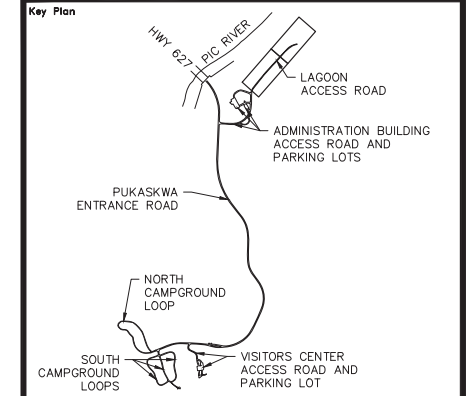 Key Plan
HWY 627
PIC RIVER
LAGOON
ACCESS ROAD
ADMINISTRATION BUILDING
ACCESS ROAD AND
PARKING LOTS
PUKASKWA
ENTRANCE ROAD
NORTH
CAMPGROUND
LOOP
SOUTH
CAMPGROUND
LOOPS
VISITORS CENTER
ACCESS ROAD AND
PARKING LOT